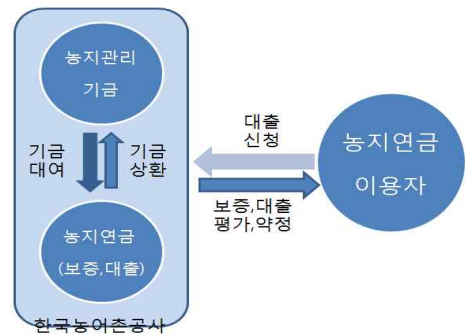 농지관리
기금
기금
대여
기금
상환
농지연금
(보증,대출)
한국농어촌공사
대출
신청
보증,대출
평가,약정
농지연금
이용자